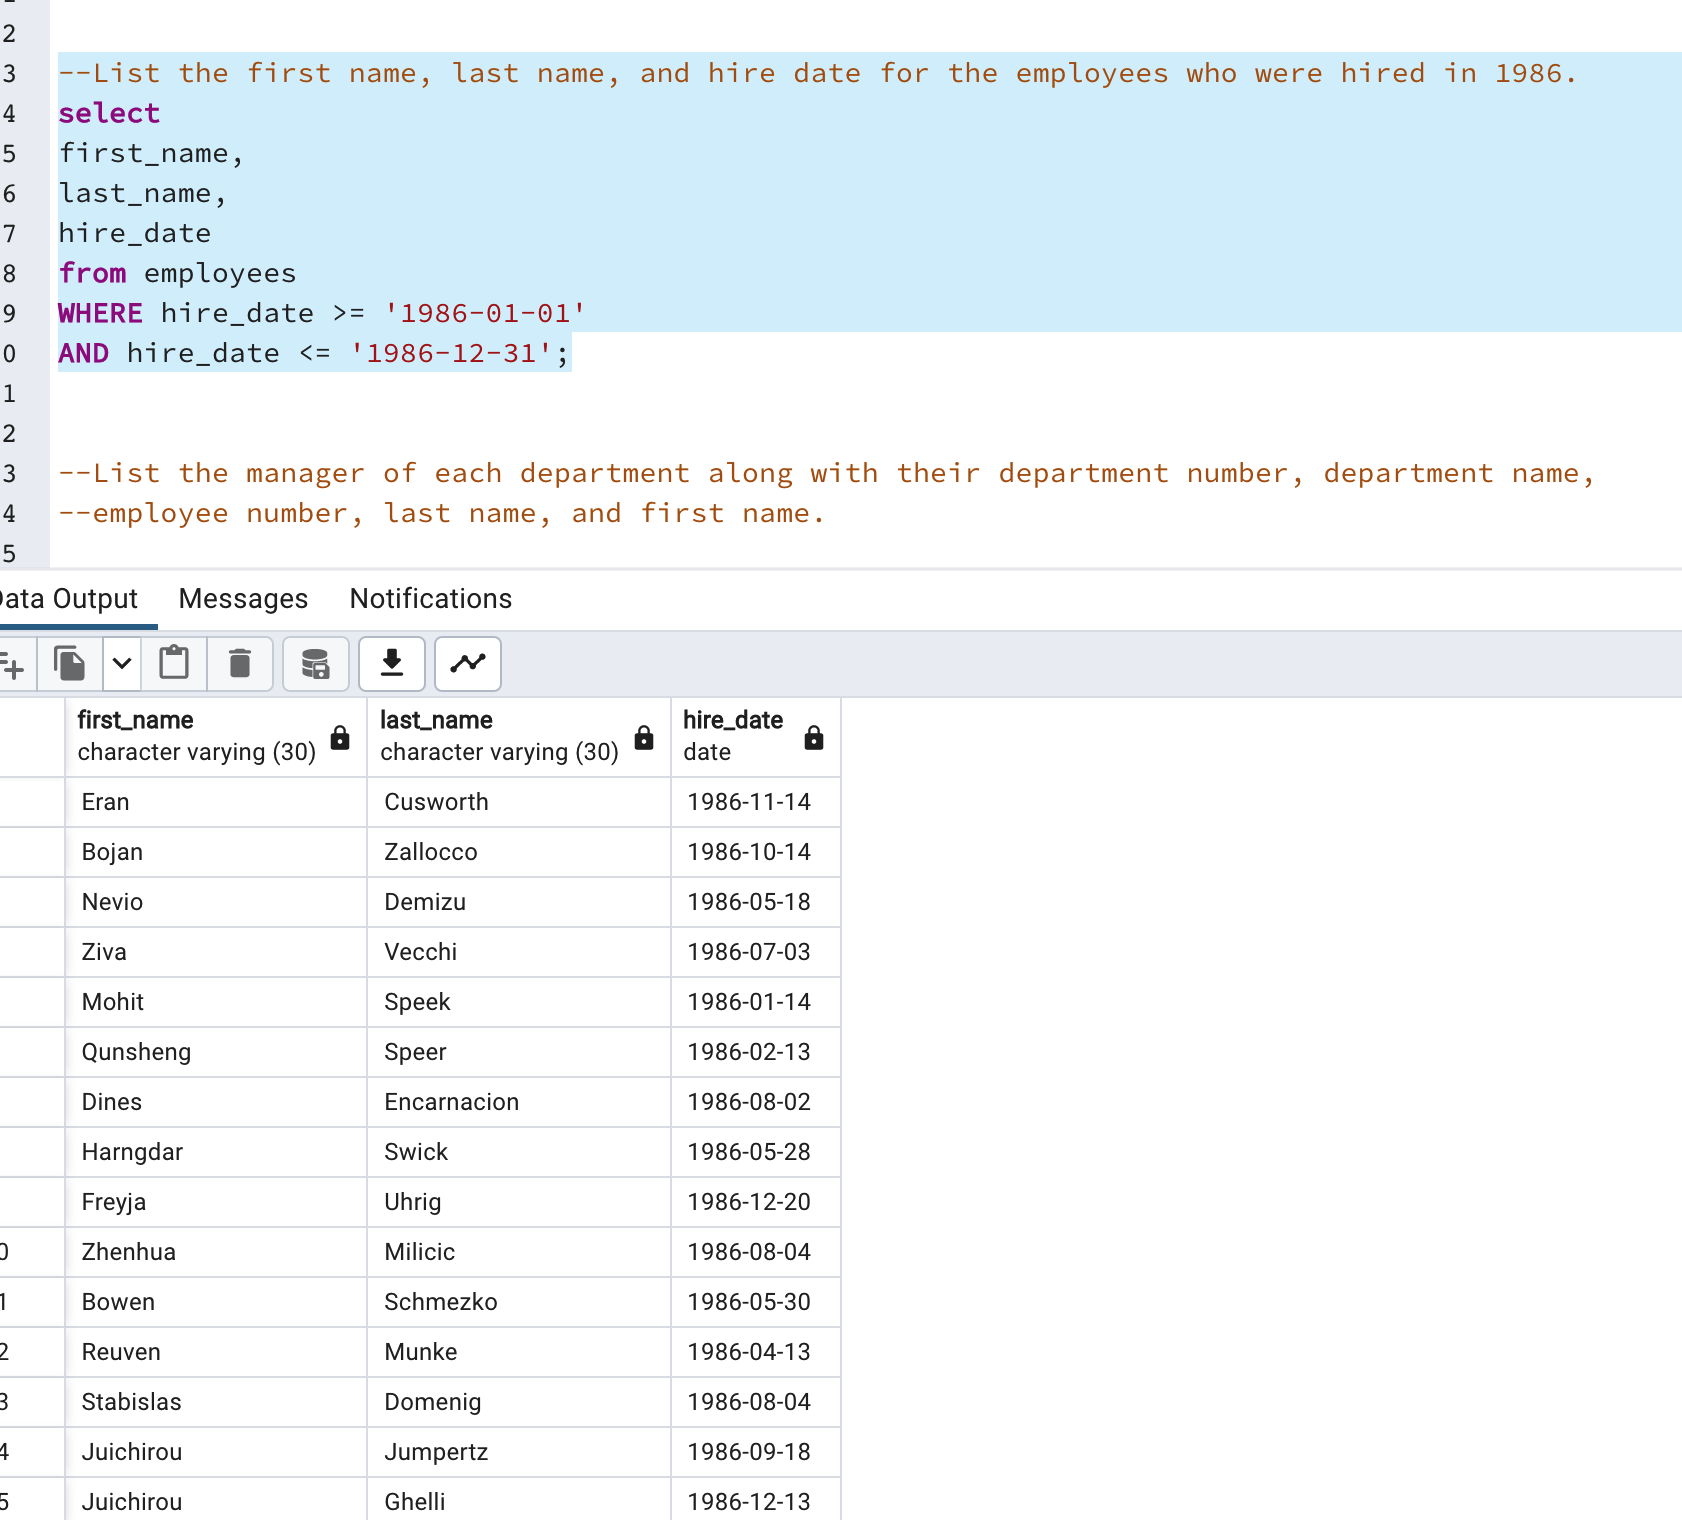 2
3 --List the first name, last name, and hire date for the employees who were hired in 1986.
4 select
5 first_name,
6 last_name,
7 hire_date
8 from employees
9 WHERE hire_date >= '1986-01-01'
0 AND hire_date <= '1986-12-31';
1
2
3 --List the manager of each department along with their department number, department name,
4 --employee number, last name, and first name.
5
Data Output Messages Notifications
first_name last_name hire_date
character varying (30) character varying (30) date
Eran Cusworth 1986-11-14
Bojan Zallocco 1986-10-14
Nevio Demizu 1986-05-18
Ziva Vecchi 1986-07-03
Mohit Speek 1986-01-14
Qunsheng Speer 1986-02-13
Dines Encarnacion 1986-08-02
Harngdar Swick 1986-05-28
Freyja Uhrig 1986-12-20
0 Zhenhua Milicic 1986-08-04
1 Bowen Schmezko 1986-05-30
2 Reuven Munke 1986-04-13
3 Stabislas Domenig 1986-08-04
4 Juichirou Jumpertz 1986-09-18
5 Juichirou Ghelli 1986-12-13